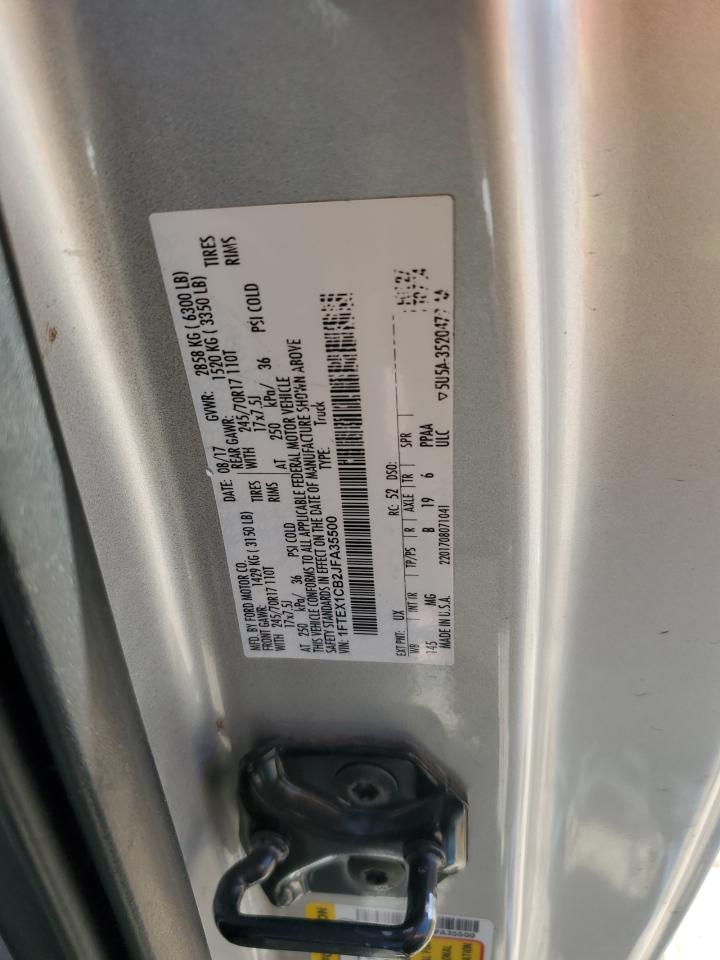 MFD. BY FORD MOTOR CO.
DATE: 08/17 GVWR: 2858 KG ( 6300 LB)
FRONT GAWR: 1429 KG ( 3150 LB) REAR GAWR: 1520 KG ( 3350 LB)
WITH 245/70R17 110T TIRES WITH 245/70R17 110T TIRES
17x7.5J RIMS 17x7.5J RIMS
AT 250 kPa/ 36 PSI COLD AT 250 kPa/ 36 PSI COLD
THIS VEHICLE CONFORMS TO ALL APPLICABLE FEDERAL MOTOR VEHICLE
SAFETY STANDARDS IN EFFECT ON THE DATE OF MANUFACTURE SHOWN ABOVE
VIN: 1FTEX1CB2JFA35500 TYPE: Truck
EXT PNT: UX RC: 52 DSO:
WB INT TR TP/PS R AXLE TR SPR
145 MG B 19 6 PPAA
MADE IN U.S.A. 2201708071041 ULC
5U5A-3520472
A35500